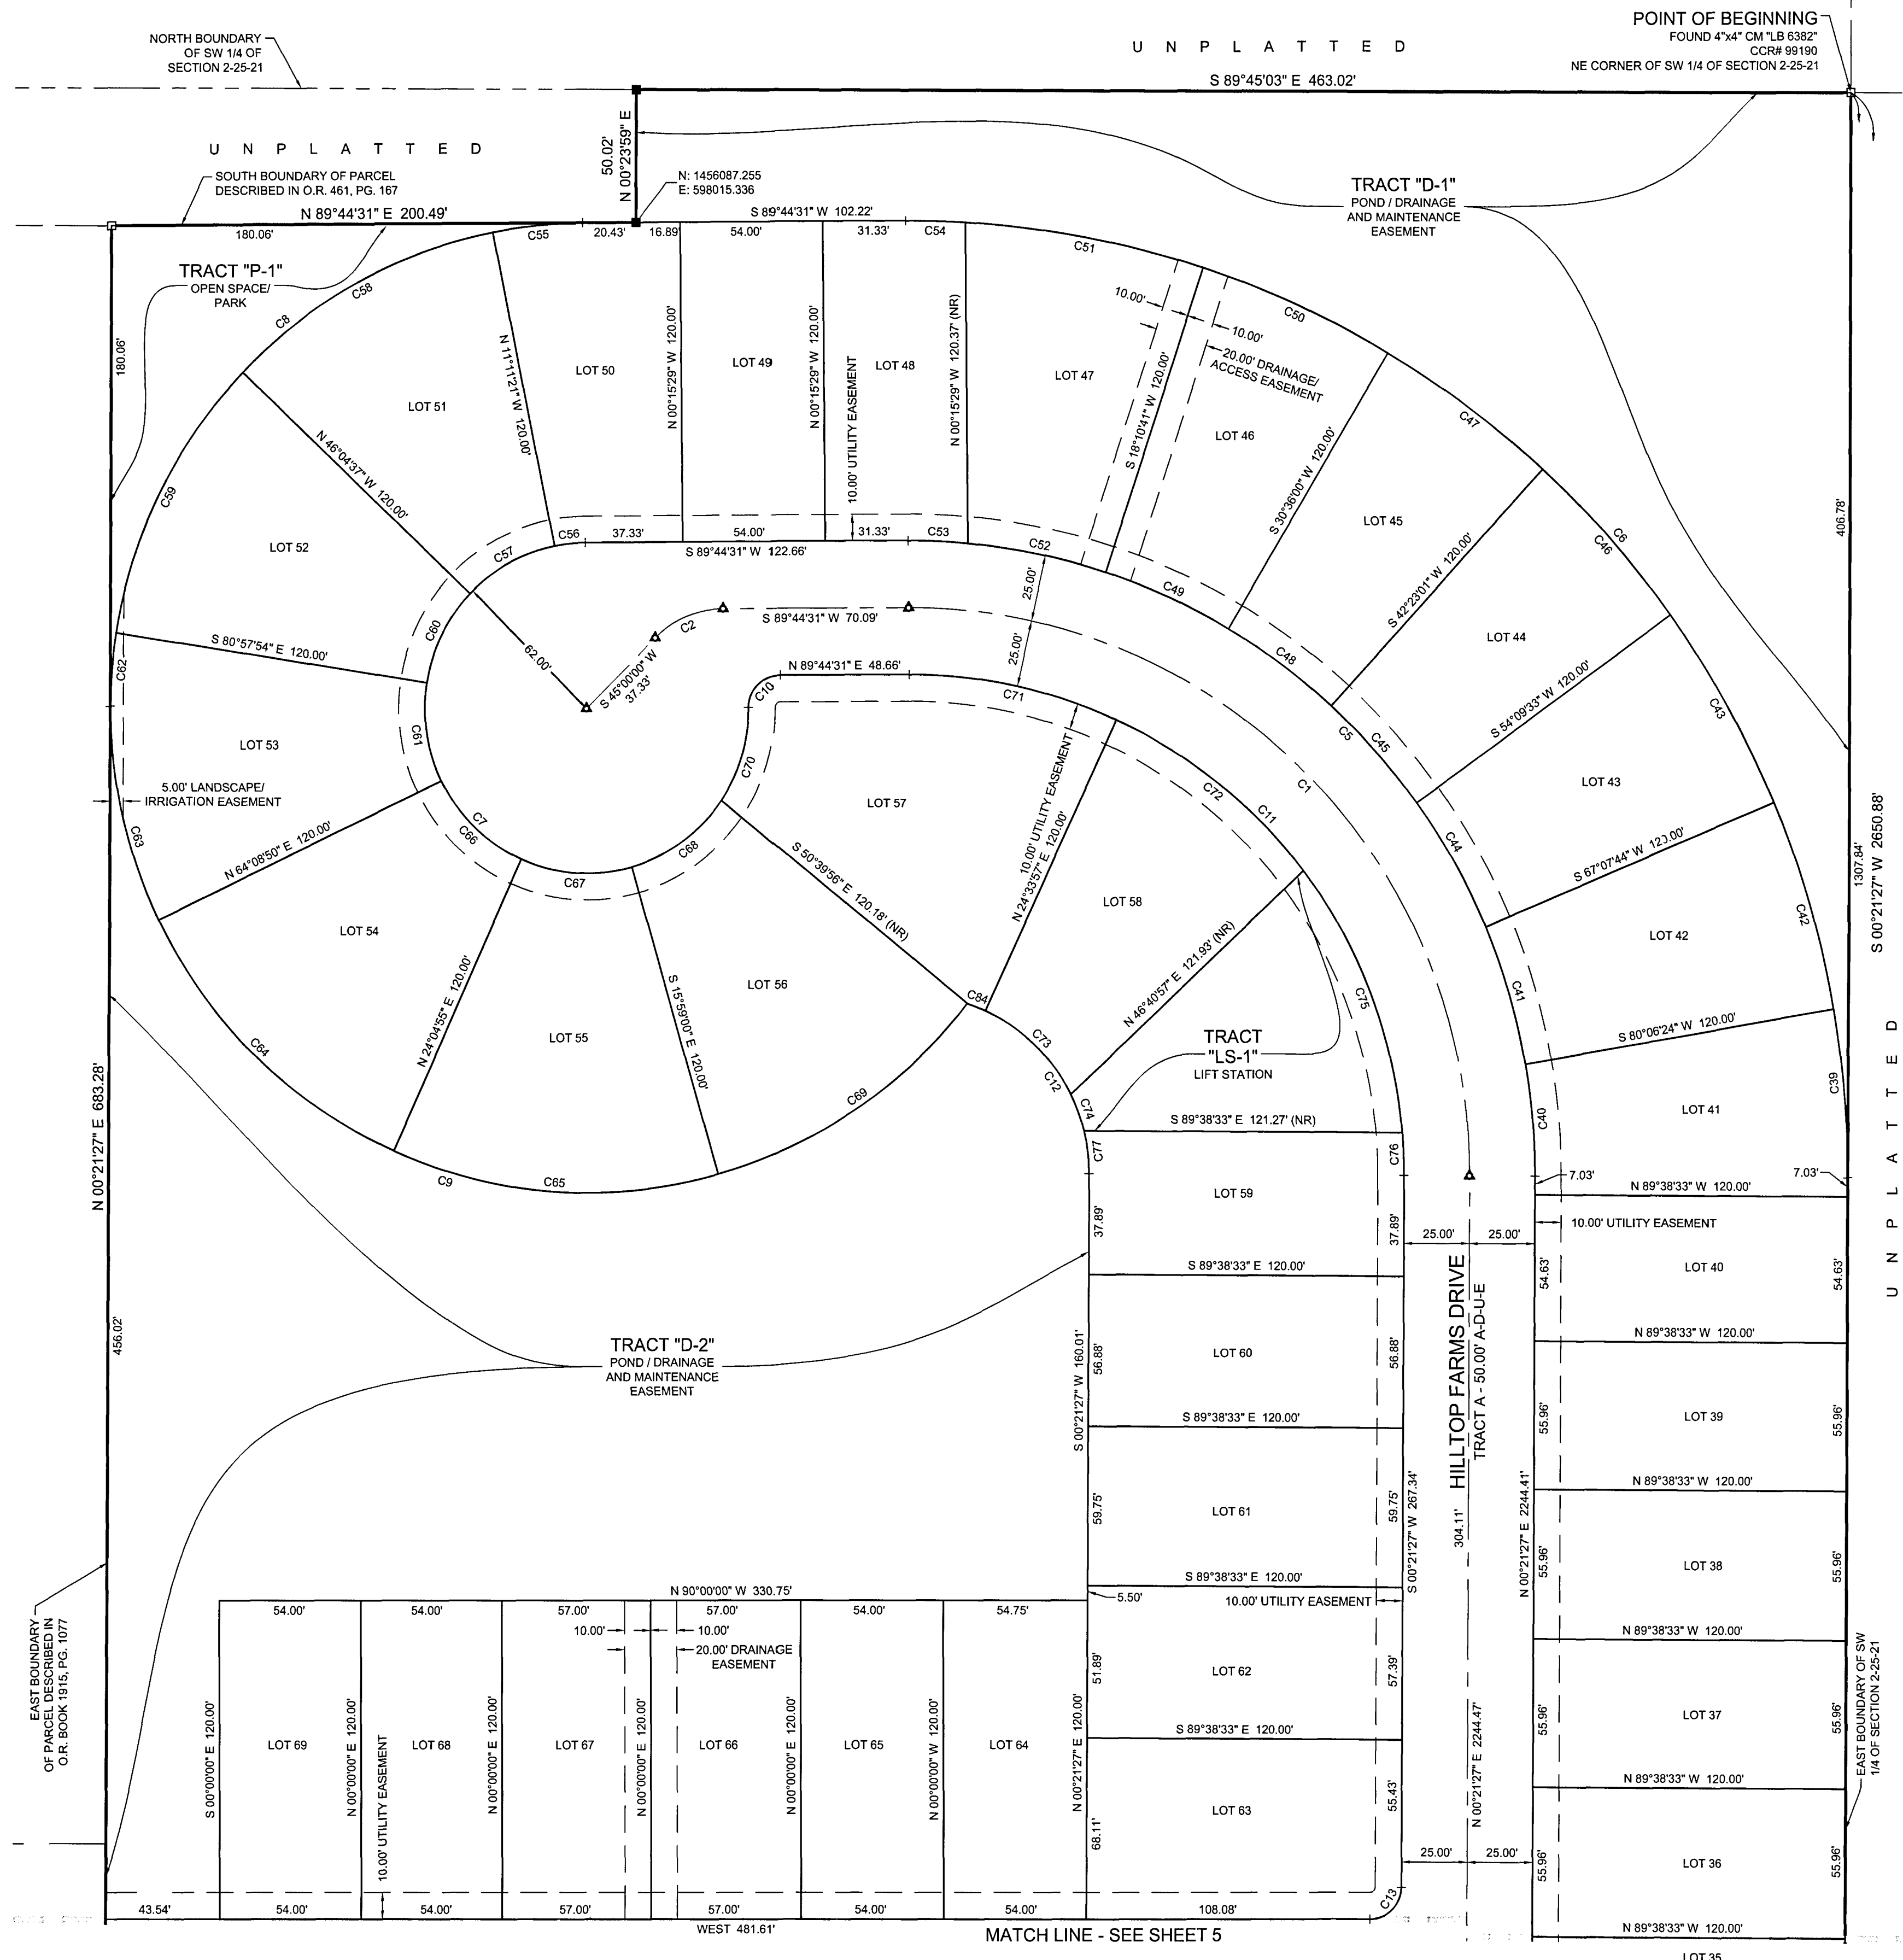 POINT OF BEGINNING
FOUND 4"x4" CM "LB 6382"
CCR# 99190
NE CORNER OF SW 1/4 OF SECTION 2-25-21
NORTH BOUNDARY
OF SW 1/4 OF
SECTION 2-25-21
U N P L A T T E D
S 89°45'03" E 463.02'
50.02'
N 00°23'59" E
U N P L A T T E D
SOUTH BOUNDARY OF PARCEL
DESCRIBED IN O.R. 461, PG. 167
N: 1456087.255
E: 598015.336
TRACT "D-1"
POND / DRAINAGE
AND MAINTENANCE
EASEMENT
N 89°44'31" E 200.49'
180.06'
C55
20.43'
16.89'
S 89°44'31" W 102.22'
54.00'
31.33'
C54
C51
TRACT "P-1"
OPEN SPACE/
PARK
C58
C8
180.06'
N 11°11'21" W 120.00'
LOT 50
N 00°15'29" W 120.00'
LOT 49
N 00°15'29" W 120.00'
10.00' UTILITY EASEMENT
LOT 48
N 00°15'29" W 120.37' (NR)
LOT 47
10.00'
10.00'
20.00' DRAINAGE/
ACCESS EASEMENT
S 18°10'41" W 120.00'
C50
LOT 46
S 30°36'00" W 120.00'
C47
LOT 45
S 42°23'01" W 120.00'
C6
C46
406.78'
LOT 51
N 46°04'37" W 120.00'
C59
LOT 52
C56
37.33'
54.00'
31.33'
C53
S 89°44'31" W 122.66'
C57
C52
25.00'
25.00'
C49
C48
LOT 44
S 54°09'33" W 120.00'
C43
C60
C62
S 80°57'54" E 120.00'
62.00'
C2
S 89°44'31" W 70.09'
S 45°00'00" W
37.33'
N 89°44'31" E 48.66'
C10
C71
C5
C45
C1
LOT 43
S 67°07'44" W 120.00'
LOT 53
C61
5.00' LANDSCAPE/
IRRIGATION EASEMENT
C63
N 64°08'50" E 120.00'
C7
C66
C67
C68
C70
LOT 57
10.00' UTILITY EASEMENT
N 24°33'57" E 120.00'
C72
C11
C44
1307.84'
S 00°21'27" W 2650.88'
C42
LOT 42
S 50°39'56" E 120.18' (NR)
LOT 58
N 46°40'57" E 121.93' (NR)
C75
C41
S 80°06'24" W 120.00'
C39
LOT 41
C40
LOT 54
N 24°04'55" E 120.00'
C64
LOT 55
S 15°59'00" E 120.00'
LOT 56
C69
C84
C73
C12
C74
TRACT
"LS-1"
LIFT STATION
S 89°38'33" E 121.27' (NR)
C77
C76
N 00°21'27" E 683.28'
C9
C65
LOT 59
37.89'
37.89'
7.03'
7.03'
N 89°38'33" W 120.00'
10.00' UTILITY EASEMENT
25.00'
25.00'
U N P L A T T E D
S 89°38'33" E 120.00'
54.63'
LOT 40
54.63'
HILLTOP FARMS DRIVE
TRACT A - 50.00' A-D-U-E
456.02'
TRACT "D-2"
POND / DRAINAGE
AND MAINTENANCE
EASEMENT
S 00°21'27" W 160.01'
56.88'
LOT 60
56.88'
N 89°38'33" W 120.00'
S 89°38'33" E 120.00'
55.96'
LOT 39
55.96'
59.75'
LOT 61
59.75'
S 00°21'27" W 267.34'
304.11'
N 00°21'27" E 2244.41'
N 89°38'33" W 120.00'
55.96'
LOT 38
55.96'
S 89°38'33" E 120.00'
5.50'
10.00' UTILITY EASEMENT
N 90°00'00" W 330.75'
54.00'
54.00'
57.00'
57.00'
54.00'
54.75'
10.00'
10.00'
20.00' DRAINAGE
EASEMENT
N 89°38'33" W 120.00'
EAST BOUNDARY
OF PARCEL DESCRIBED IN
O.R. BOOK 1915, PG. 1077
51.89'
LOT 62
57.39'
EAST BOUNDARY OF SW
1/4 OF SECTION 2-25-21
S 00°00'00" E 120.00'
LOT 69
N 00°00'00" E 120.00'
10.00' UTILITY EASEMENT
LOT 68
N 00°00'00" E 120.00'
LOT 67
N 00°00'00" E 120.00'
LOT 66
N 00°00'00" E 120.00'
LOT 65
N 00°00'00" W 120.00'
LOT 64
N 00°21'27" E 120.00'
S 89°38'33" E 120.00'
N 00°21'27" E 2244.47'
55.96'
LOT 37
55.96'
N 89°38'33" W 120.00'
68.11'
LOT 63
55.43'
25.00'
25.00'
55.96'
LOT 36
55.96'
C13
43.54'
54.00'
54.00'
57.00'
57.00'
54.00'
54.00'
108.08'
WEST 481.61'
MATCH LINE - SEE SHEET 5
N 89°38'33" W 120.00'
LOT 35